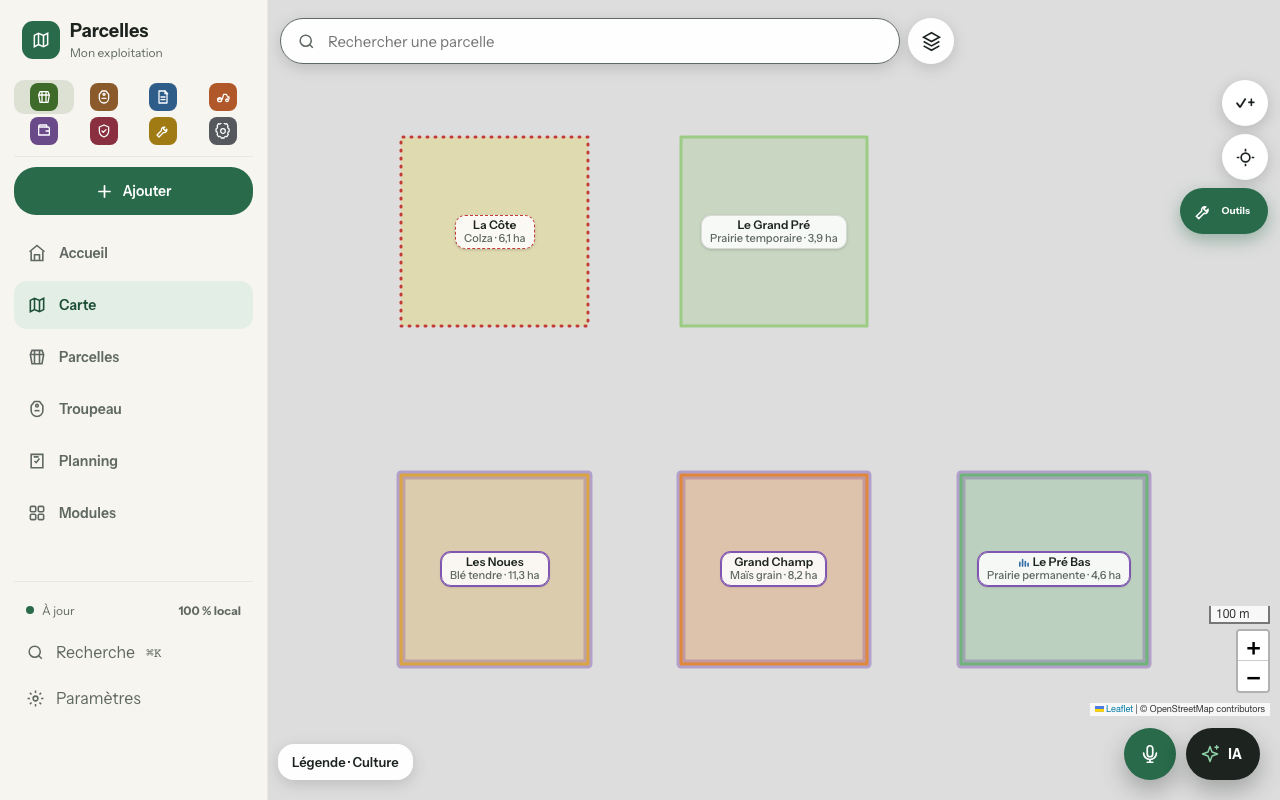 Parcelles
Mon exploitation
Ajouter
Accueil
Carte
Parcelles
Troupeau
Planning
Modules
À jour
100 % local
Recherche ⌘K
Paramètres
Rechercher une parcelle
Outils
La Côte
Colza · 6,1 ha
Le Grand Pré
Prairie temporaire · 3,9 ha
Les Noues
Blé tendre · 11,3 ha
Grand Champ
Maïs grain · 8,2 ha
Le Pré Bas
Prairie permanente · 4,6 ha
100 m
+
−
Leaflet | © OpenStreetMap contributors
Légende · Culture
IA